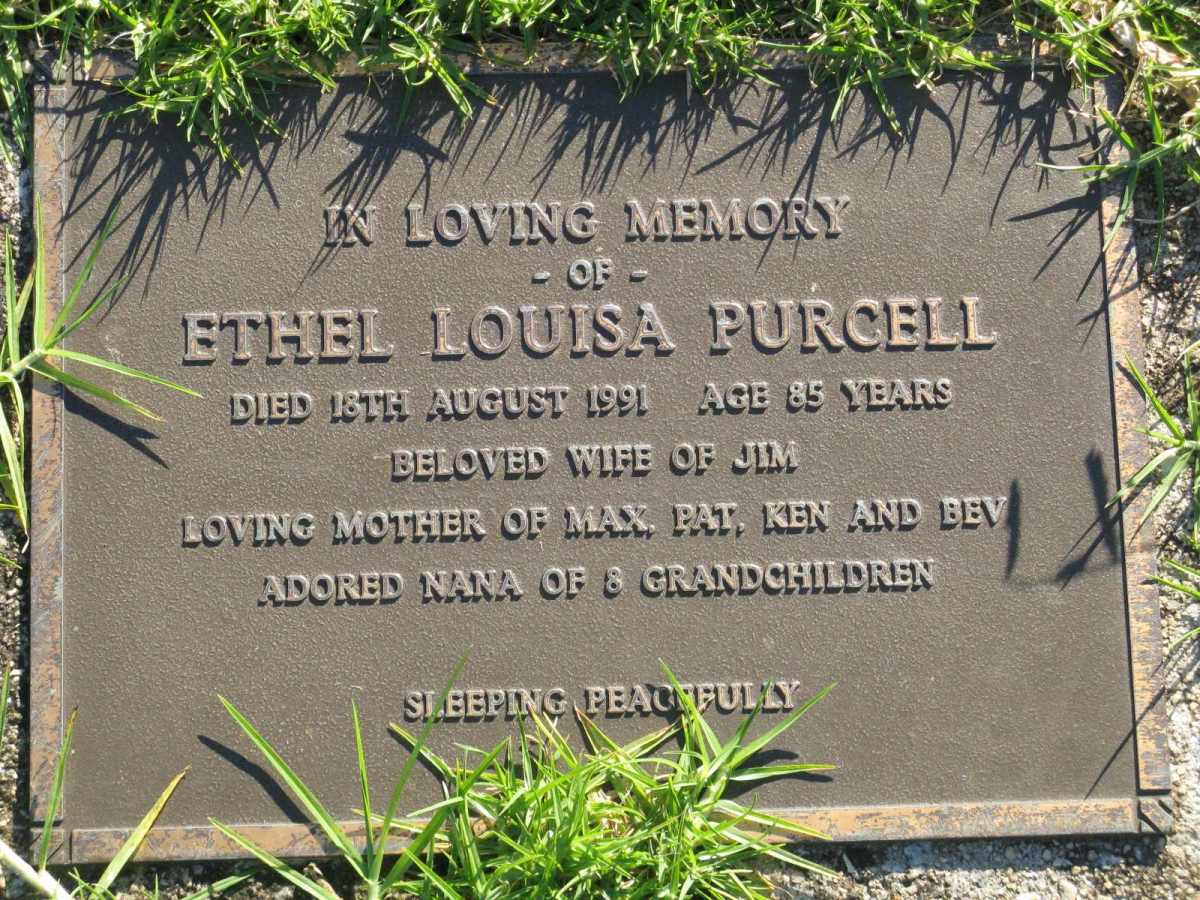 IN LOVING MEMORY
- OF -
ETHEL LOUISA PURCELL
DIED 18TH AUGUST 1991 AGE 85 YEARS
BELOVED WIFE OF JIM
LOVING MOTHER OF MAX, PAT, KEN AND BEV
ADORED NANA OF 8 GRANDCHILDREN
SLEEPING PEACEFULLY